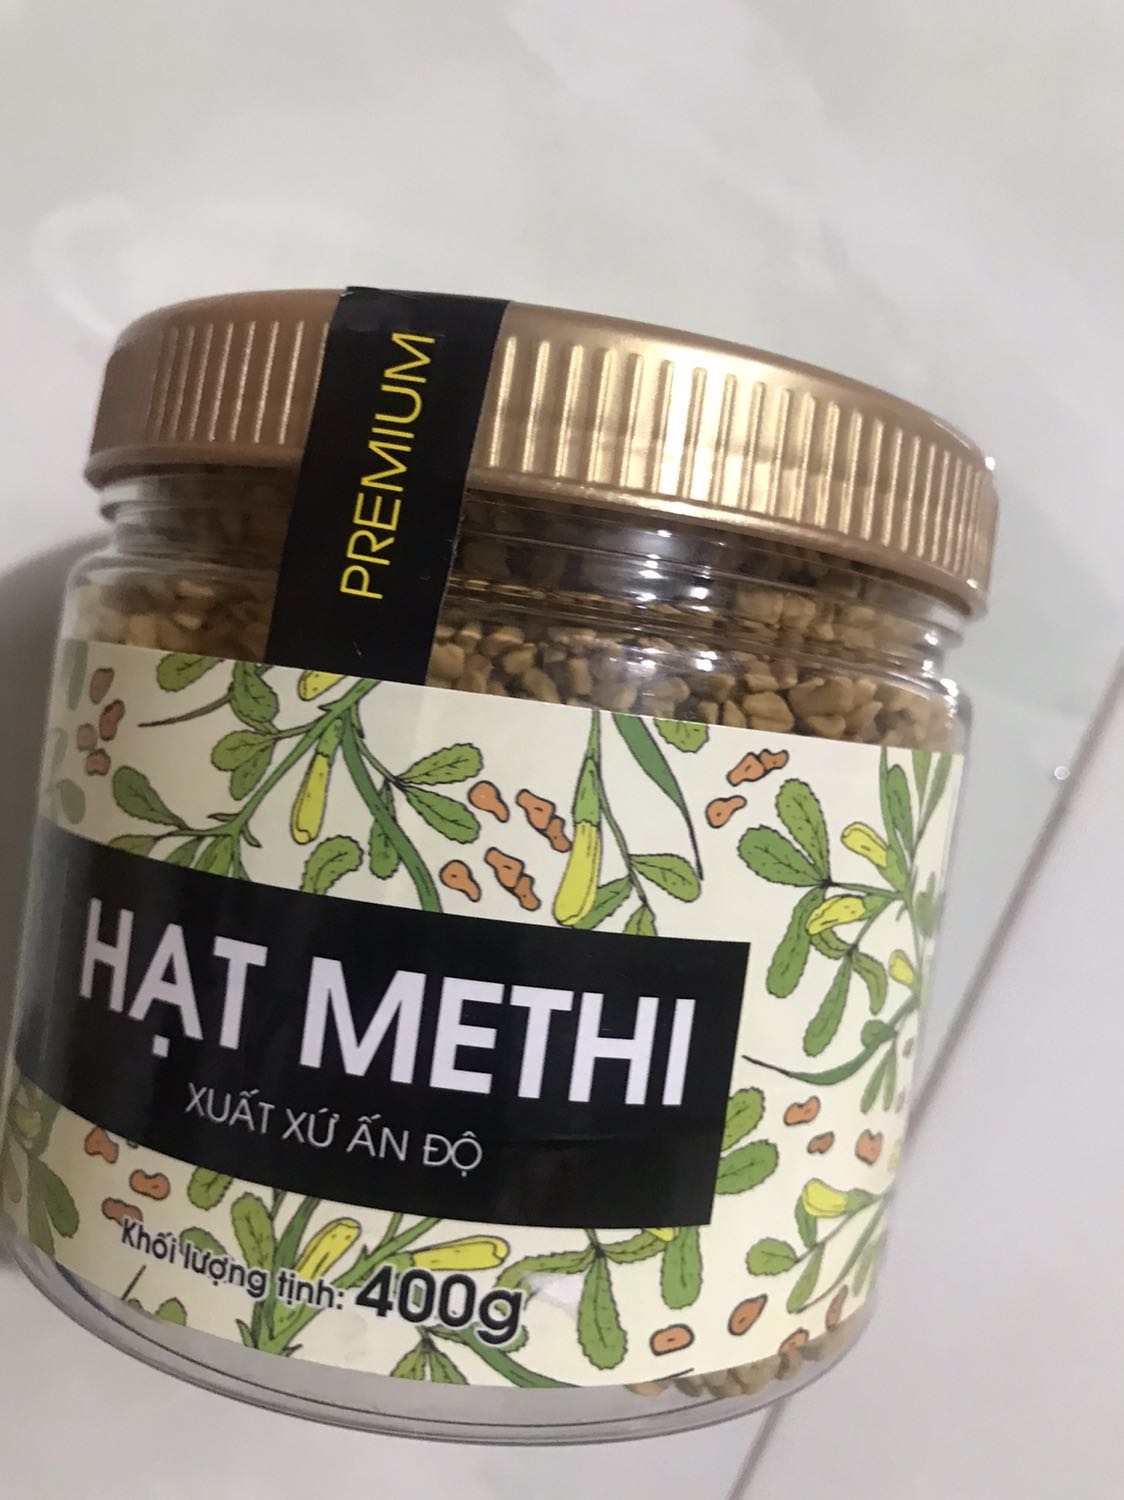 PREMIUM
HẠT METHI
XUẤT XỨ ẤN ĐỘ
Khối lượng tịnh: 400g